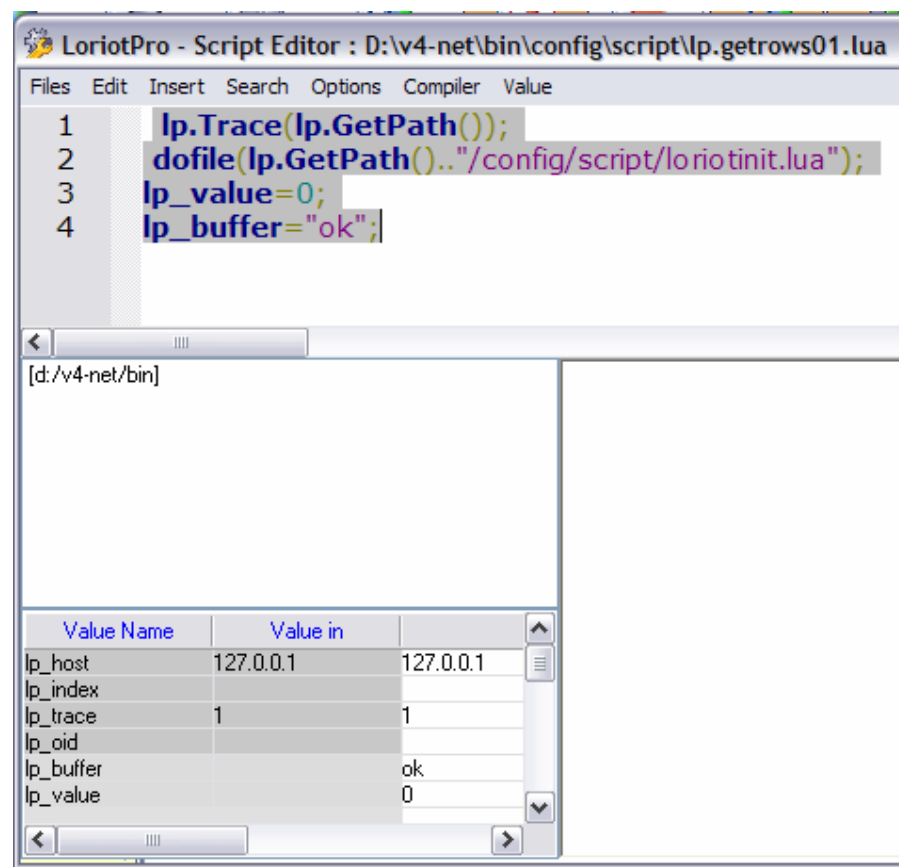 LoriotPro - Script Editor : D:\v4-net\bin\config\script\lp.getrows01.lua
Files Edit Insert Search Options Compiler Value
1 lp.Trace(lp.GetPath());
2 dofile(lp.GetPath().."/config/script/loriotinit.lua");
3 lp_value=0;
4 lp_buffer="ok";
[d:/v4-net/bin]
Value Name Value in
lp_host 127.0.0.1 127.0.0.1
lp_index
lp_trace 1 1
lp_oid
lp_buffer ok
lp_value 0